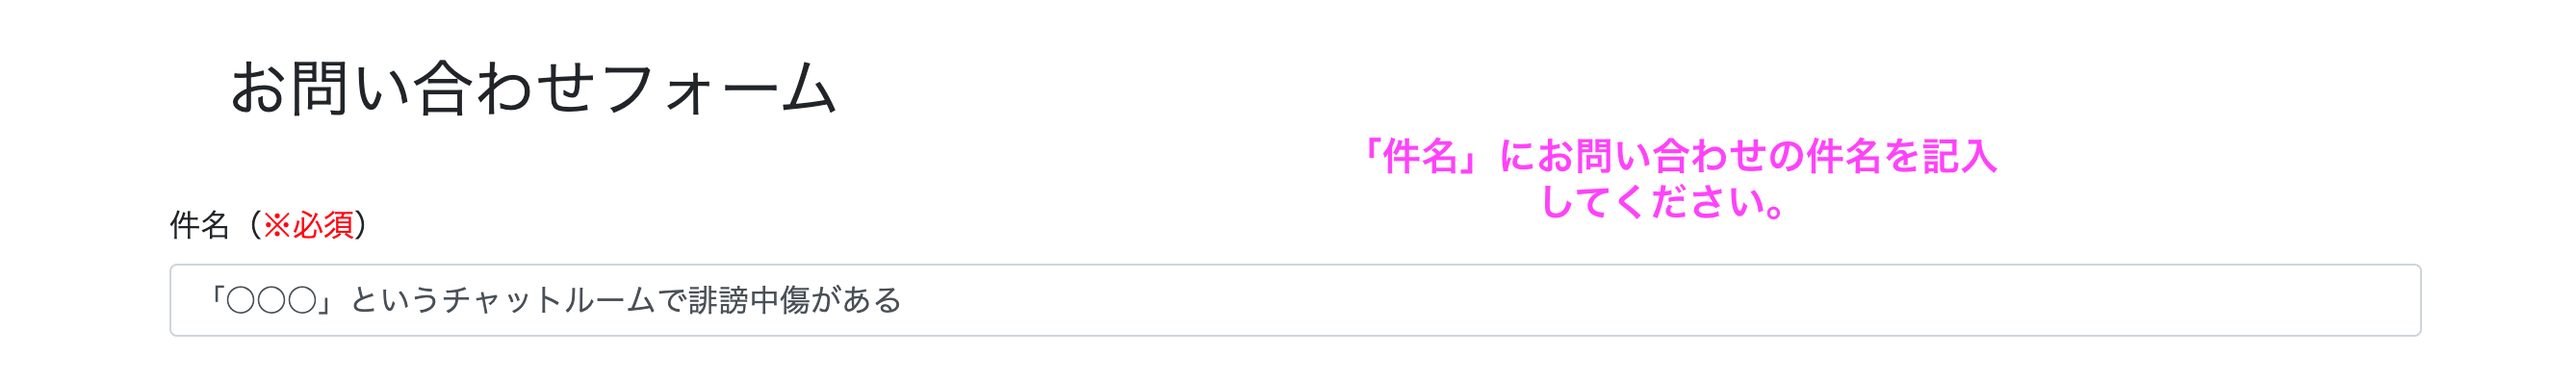 お問い合わせフォーム
「件名」にお問い合わせの件名を記入
してください。
件名（※必須）
「〇〇〇」というチャットルームで誹謗中傷がある